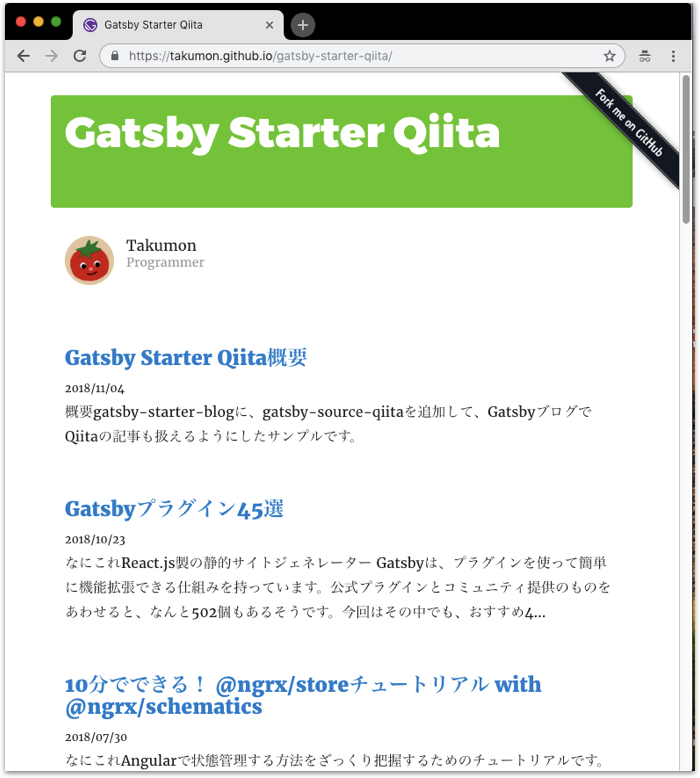 Gatsby Starter Qiita
https://takumon.github.io/gatsby-starter-qiita/
Fork me on GitHub
Gatsby Starter Qiita
Takumon
Programmer
Gatsby Starter Qiita概要
2018/11/04
概要gatsby-starter-blogに、gatsby-source-qiitaを追加して、Gatsbyブログで
Qiitaの記事も扱えるようにしたサンプルです。
Gatsbyプラグイン45選
2018/10/23
なにこれReact.js製の静的サイトジェネレーター Gatsbyは、プラグインを使って簡単
に機能拡張できる仕組みを持っています。公式プラグインとコミュニティ提供のものを
あわせると、なんと502個もあるそうです。今回はその中でも、おすすめ4...
10分でできる！ @ngrx/storeチュートリアル with
@ngrx/schematics
2018/07/30
なにこれAngularで状態管理する方法をざっくり把握するためのチュートリアルです。